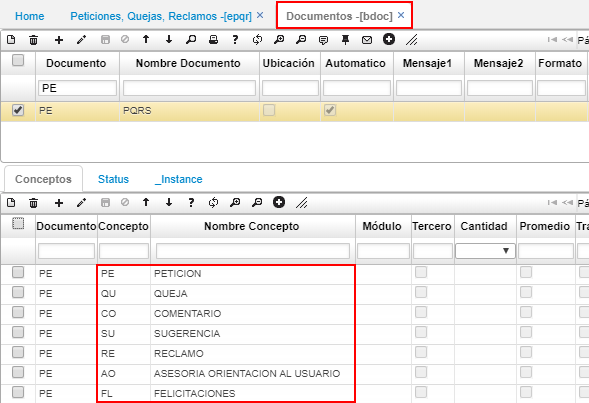 Home Peticiones, Quejas, Reclamos -[epqr] ✕ Documentos -[bdoc] ✕
Documento Nombre Documento Ubicación Automatico Mensaje1 Mensaje2 Formato
PE
PE PQRS
Conceptos Status _Instance
Documento Concepto Nombre Concepto Módulo Tercero Cantidad Promedio
PE PE PETICION
PE QU QUEJA
PE CO COMENTARIO
PE SU SUGERENCIA
PE RE RECLAMO
PE AO ASESORIA ORIENTACION AL USUARIO
PE FL FELICITACIONES